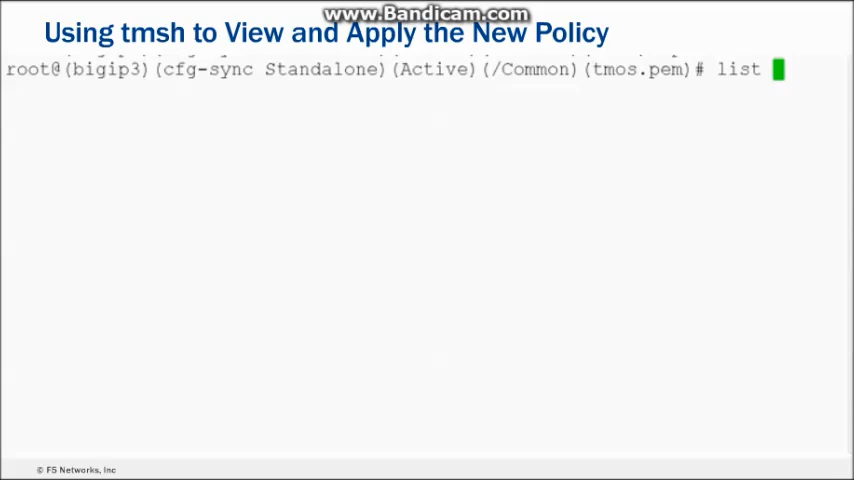 www.Bandicam.com
Using tmsh to View and Apply the New Policy
root@(bigip3)(cfg-sync Standalone)(Active)(/Common)(tmos.pem)# list
© F5 Networks, Inc